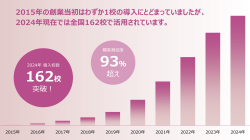 2015年の創業当初はわずか1校の導入にとどまっていましたが、
2024年現在では全国162校で活用されています。
2024年 導入校数
162校
突破!
顧客満足度
93%
超え
2015年
2016年
2017年
2018年
2019年
2020年
2021年
2022年
2023年
2024年